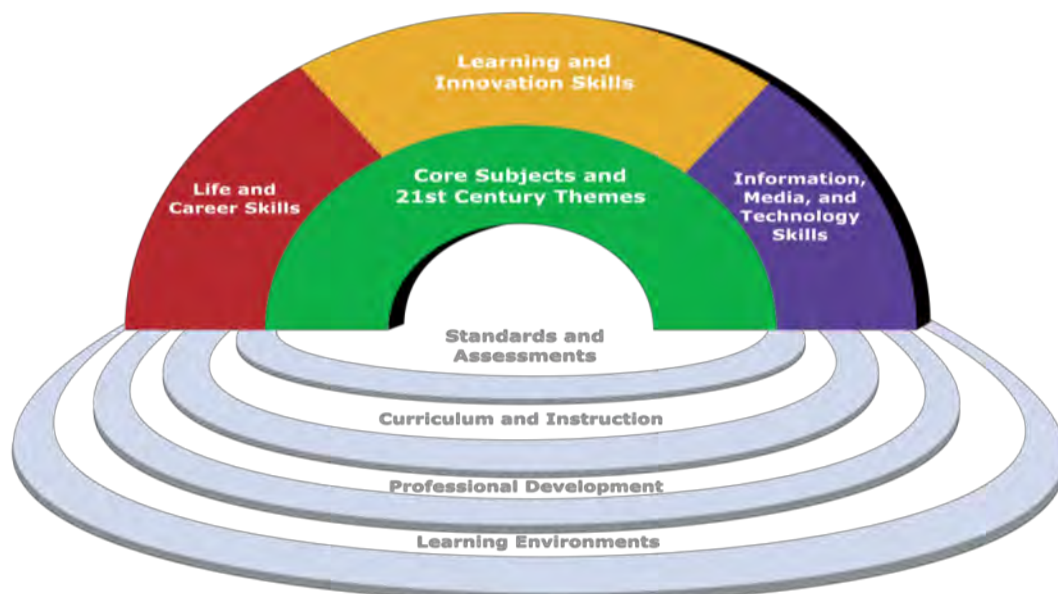 Learning and
Innovation Skills
Life and
Career Skills
Core Subjects and
21st Century Themes
Information,
Media, and
Technology
Skills
Standards and
Assessments
Curriculum and Instruction
Professional Development
Learning Environments